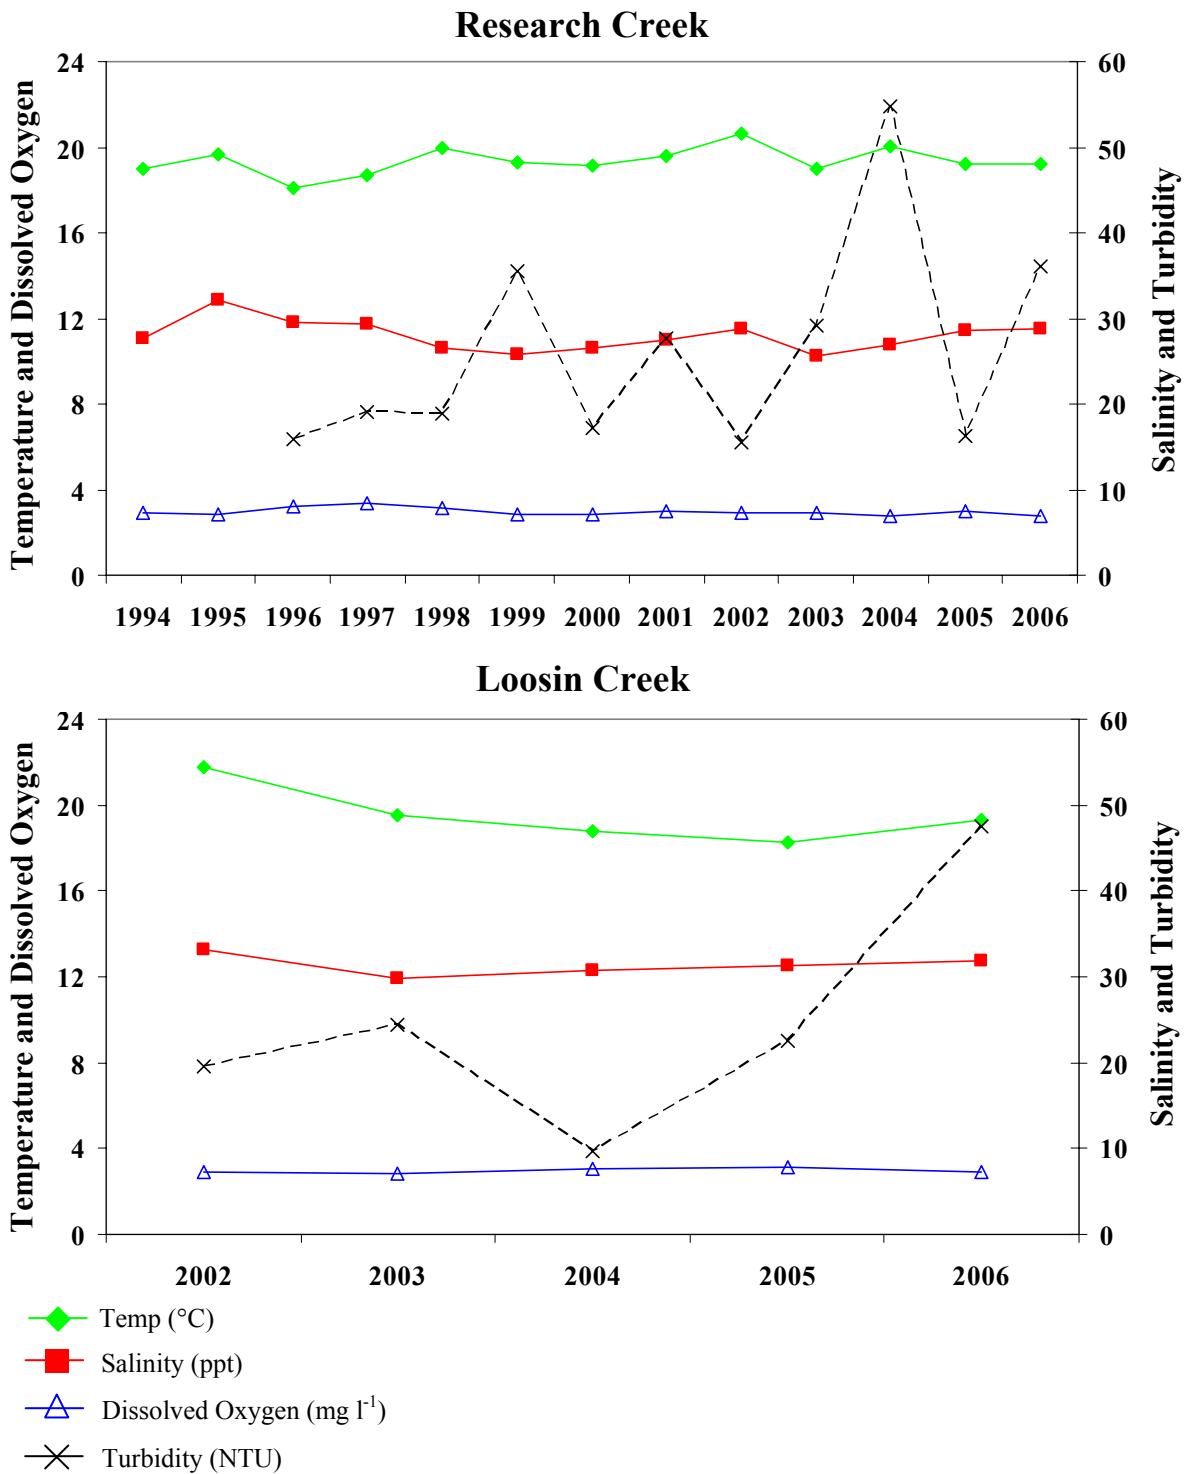 Research Creek
Temperature and Dissolved Oxygen
24
20
16
12
8
4
0
60
50
40
30
20
10
0
Salinity and Turbidity
1994 1995 1996 1997 1998 1999 2000 2001 2002 2003 2004 2005 2006
Loosin Creek
Temperature and Dissolved Oxygen
24
20
16
12
8
4
0
60
50
40
30
20
10
0
Salinity and Turbidity
2002 2003 2004 2005 2006
Temp (°C)
Salinity (ppt)
Dissolved Oxygen (mg l⁻¹)
Turbidity (NTU)